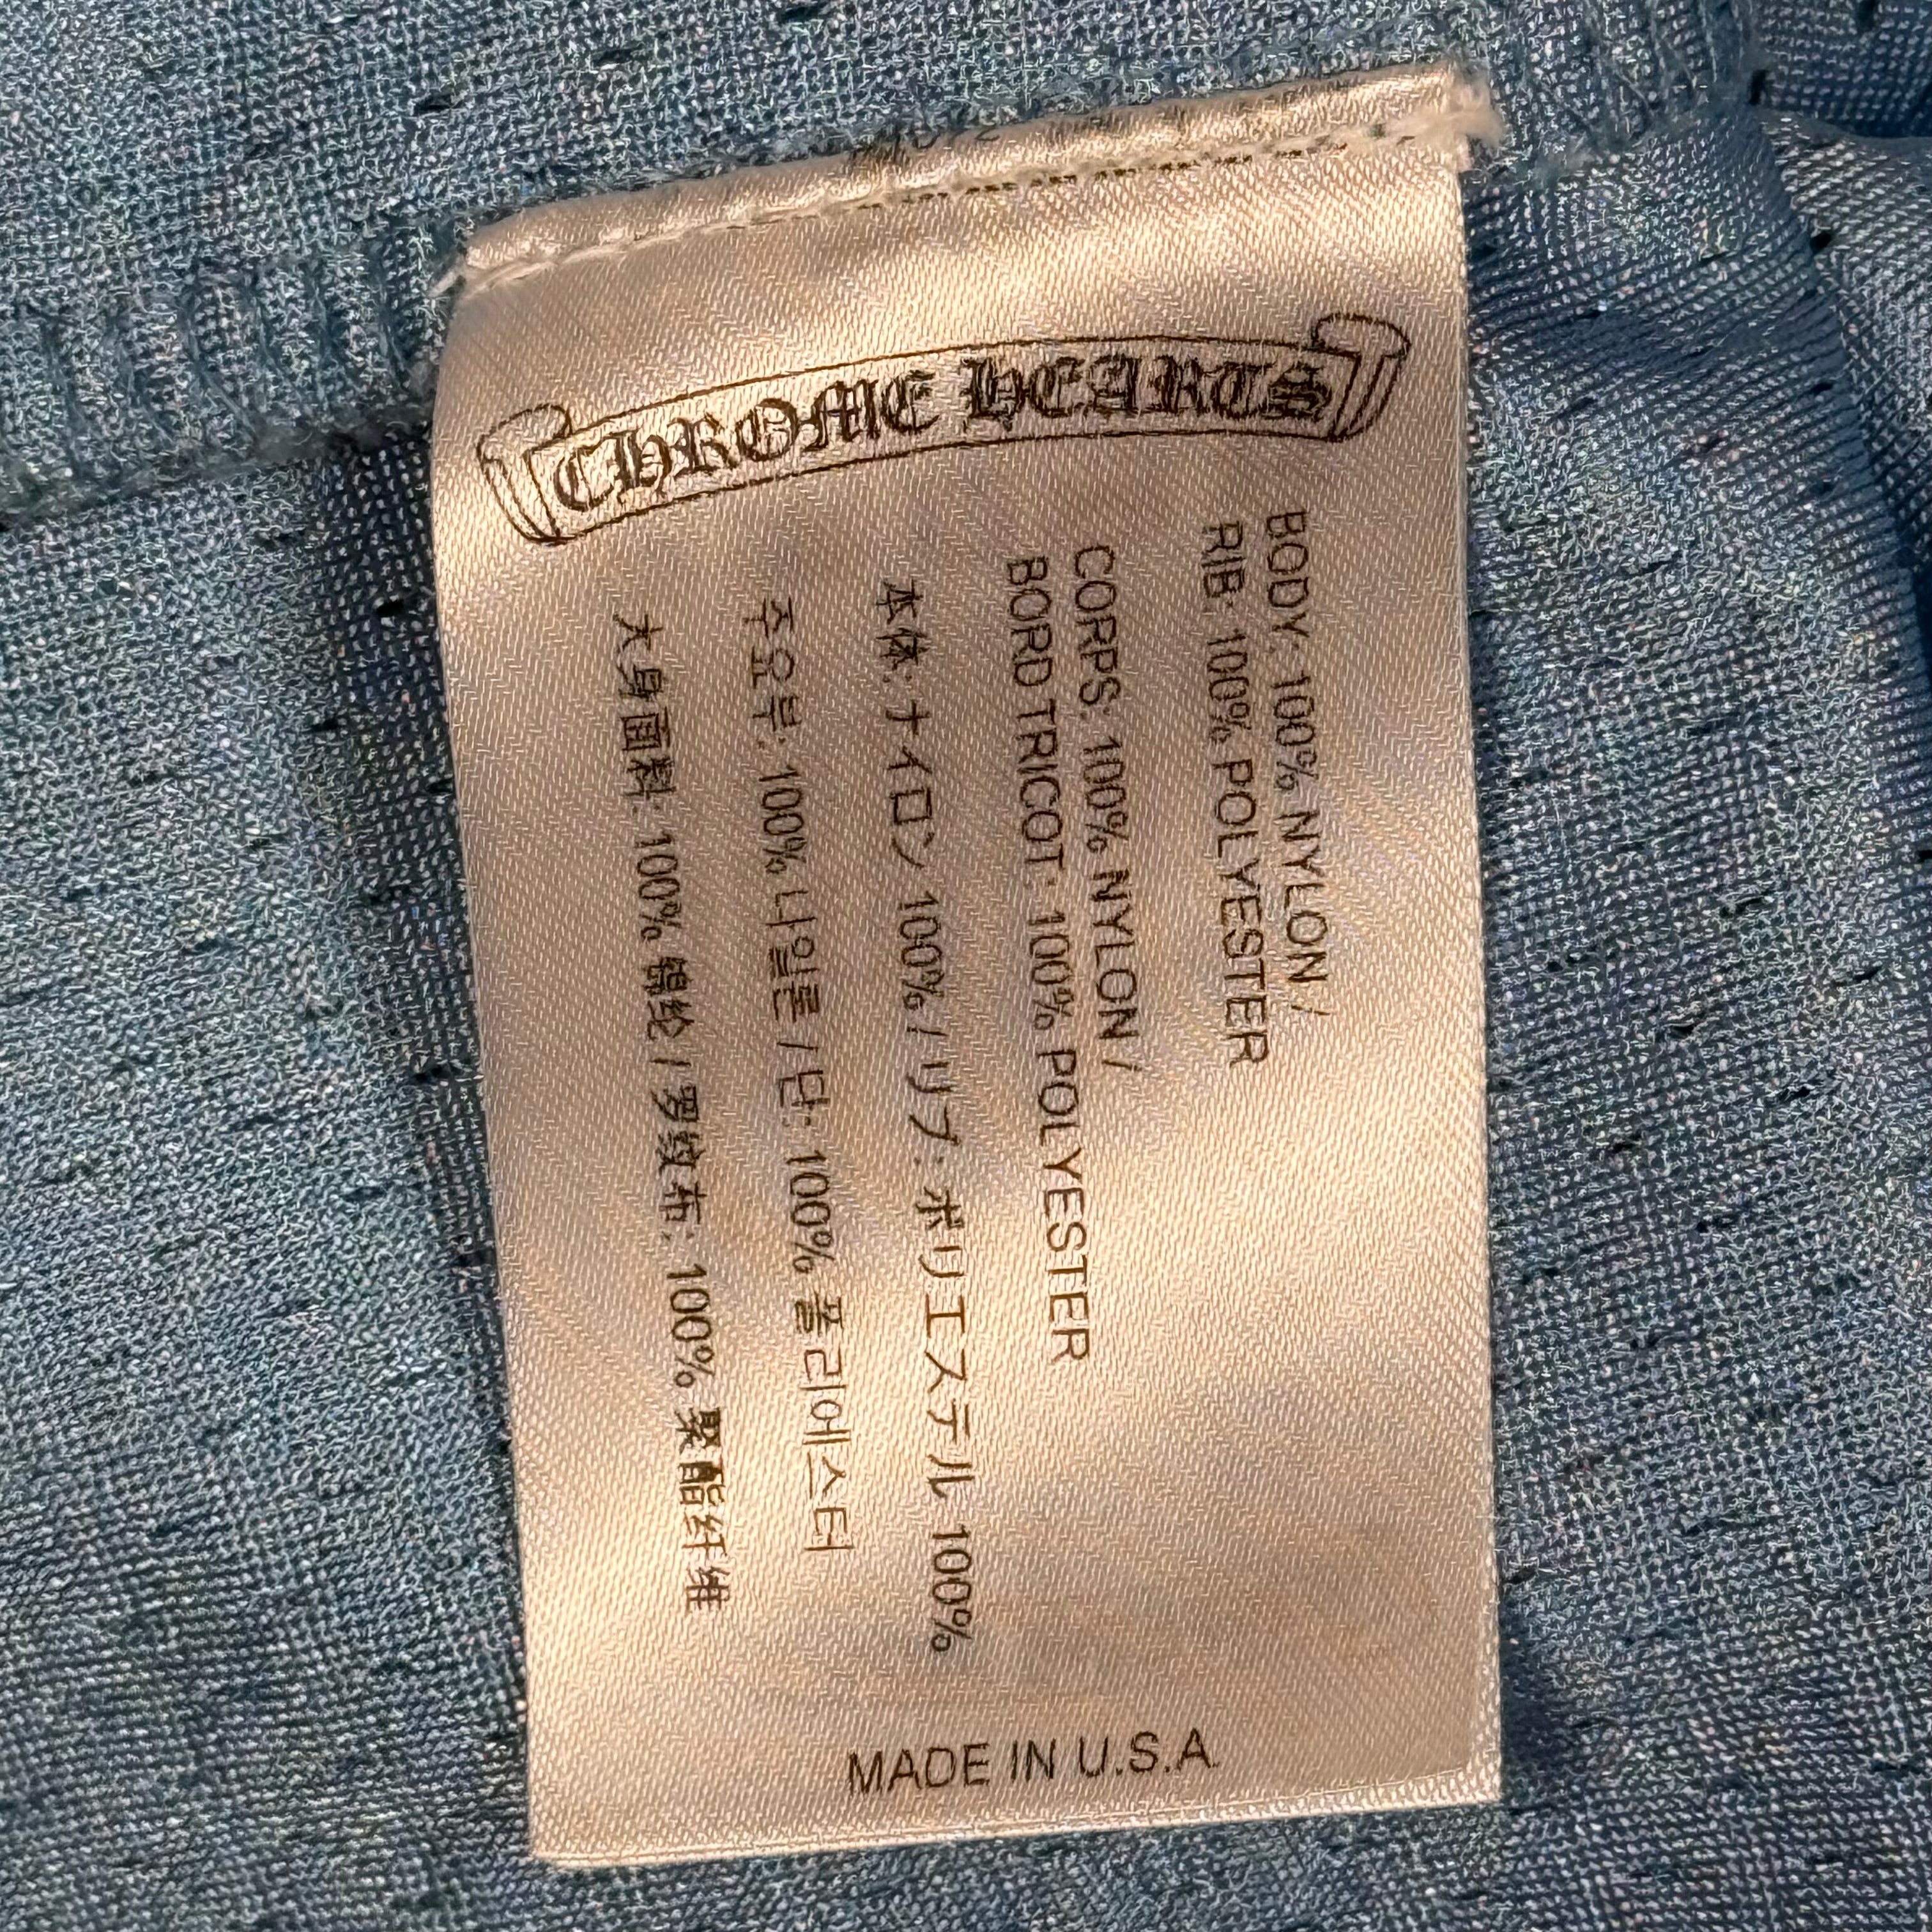 CHROME HEARTS
BODY: 100% NYLON /
RIB: 100% POLYESTER
CORPS: 100% NYLON /
BORD TRICOT: 100% POLYESTER
本体: ナイロン 100% / リブ: ポリエステル 100%
주요부: 100% 나일론 / 단: 100% 폴리에스터
大身面料: 100% 锦纶 / 罗纹布: 100% 聚酯纤维
MADE IN U.S.A.